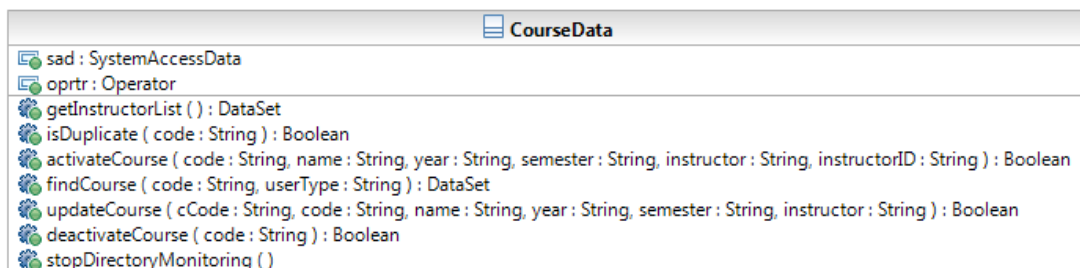 CourseData
sad : SystemAccessData
oprtr : Operator
getInstructorList ( ) : DataSet
isDuplicate ( code : String ) : Boolean
activateCourse ( code : String, name : String, year : String, semester : String, instructor : String, instructorID : String ) : Boolean
findCourse ( code : String, userType : String ) : DataSet
updateCourse ( cCode : String, code : String, name : String, year : String, semester : String, instructor : String ) : Boolean
deactivateCourse ( code : String ) : Boolean
stopDirectoryMonitoring ( )